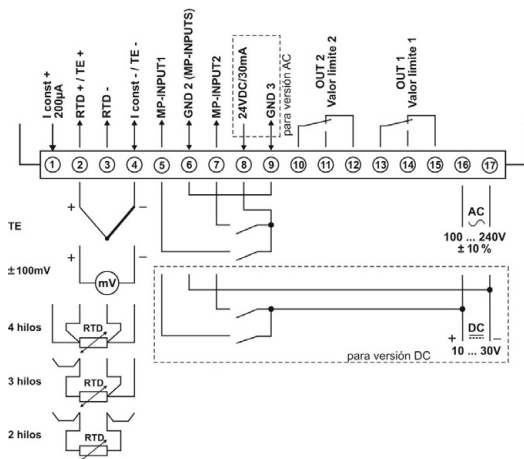 I const +
200µA
RTD + / TE +
RTD -
I const - / TE -
MP-INPUT1
GND 2 (MP-INPUTS)
MP-INPUT2
24VDC/30mA
GND 3
para versión AC
OUT 2
Valor limite 2
OUT 1
Valor limite 1
1 2 3 4 5 6 7 8 9 10 11 12 13 14 15 16 17
TE
+ −
AC
100 ... 240V
± 10 %
±100mV
+ −
mV
4 hilos
RTD
+ DC −
10 ... 30V
para versión DC
3 hilos
RTD
2 hilos
RTD